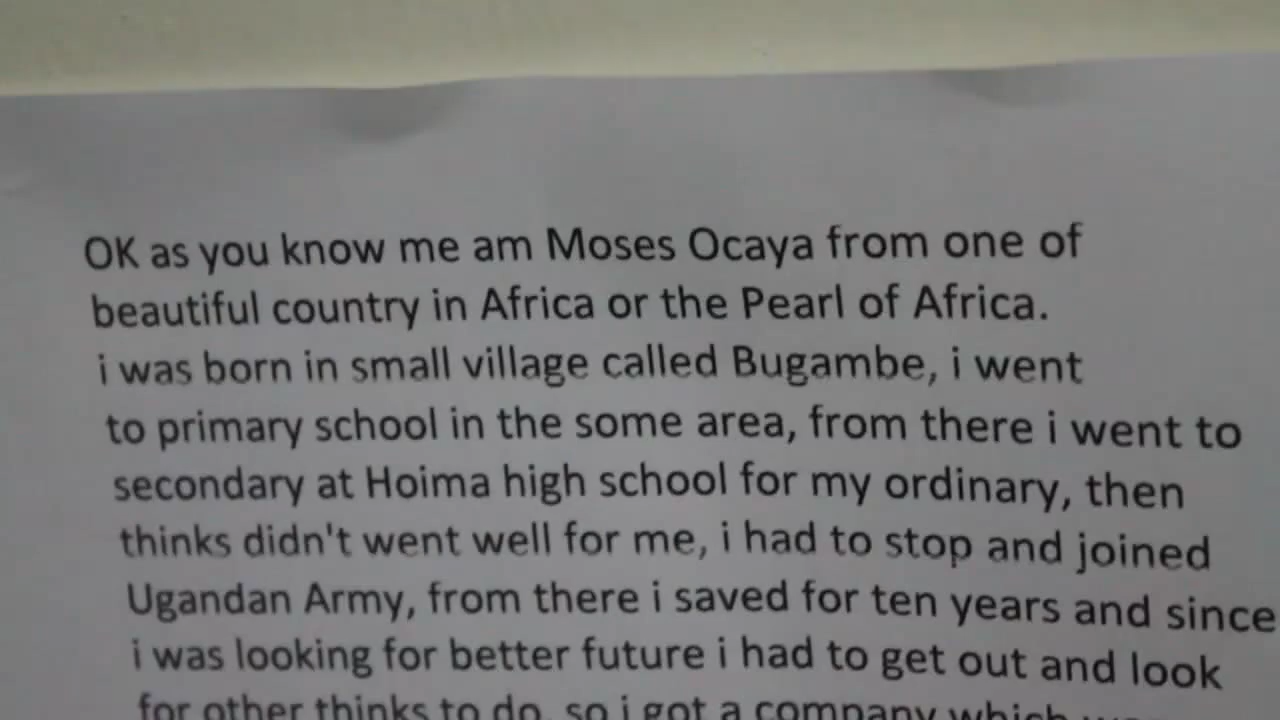 OK as you know me am Moses Ocaya from one of
beautiful country in Africa or the Pearl of Africa.
i was born in small village called Bugambe, i went
to primary school in the some area, from there i went to
secondary at Hoima high school for my ordinary, then
thinks didn't went well for me, i had to stop and joined
Ugandan Army, from there i saved for ten years and since
i was looking for better future i had to get out and look
for other thinks to do, so i got a company which